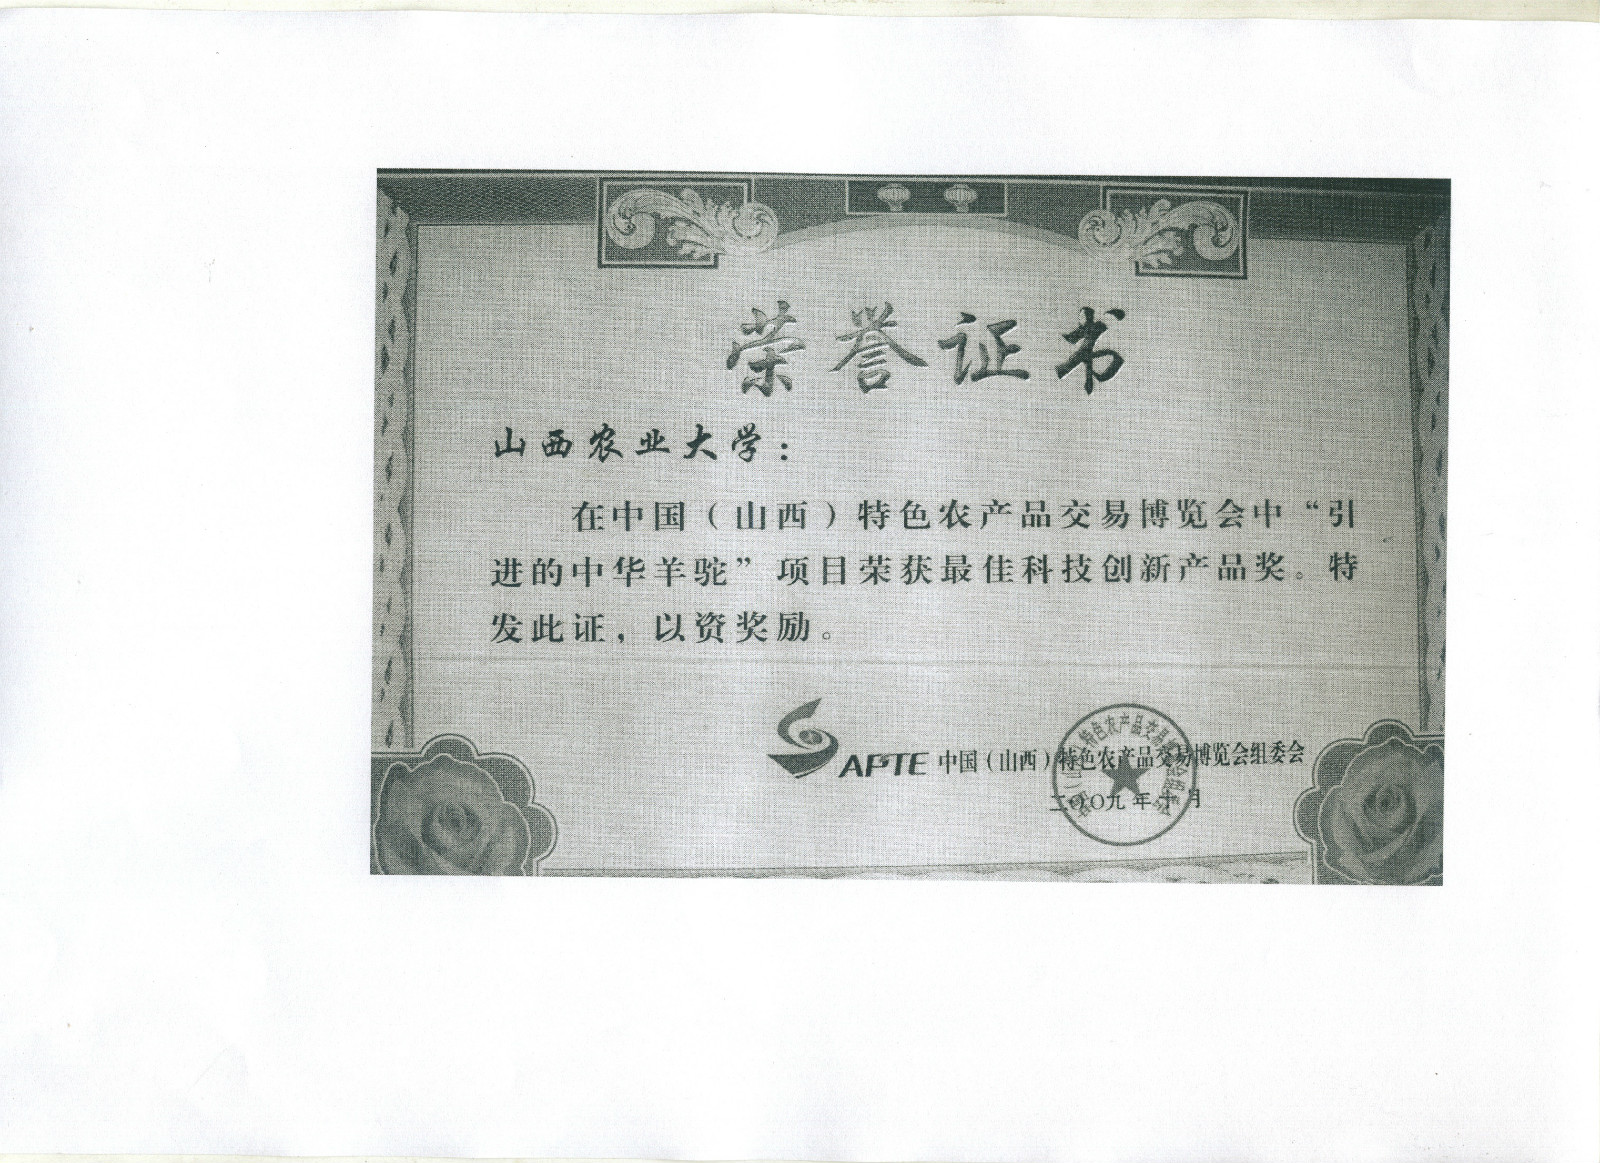 荣誉证书
山西农业大学：
在中国（山西）特色农产品交易博览会中“引
进的中华羊驼”项目荣获最佳科技创新产品奖。特
发此证，以资奖励。
APTE 中国（山西）特色农产品交易博览会组委会
二〇〇九年 月